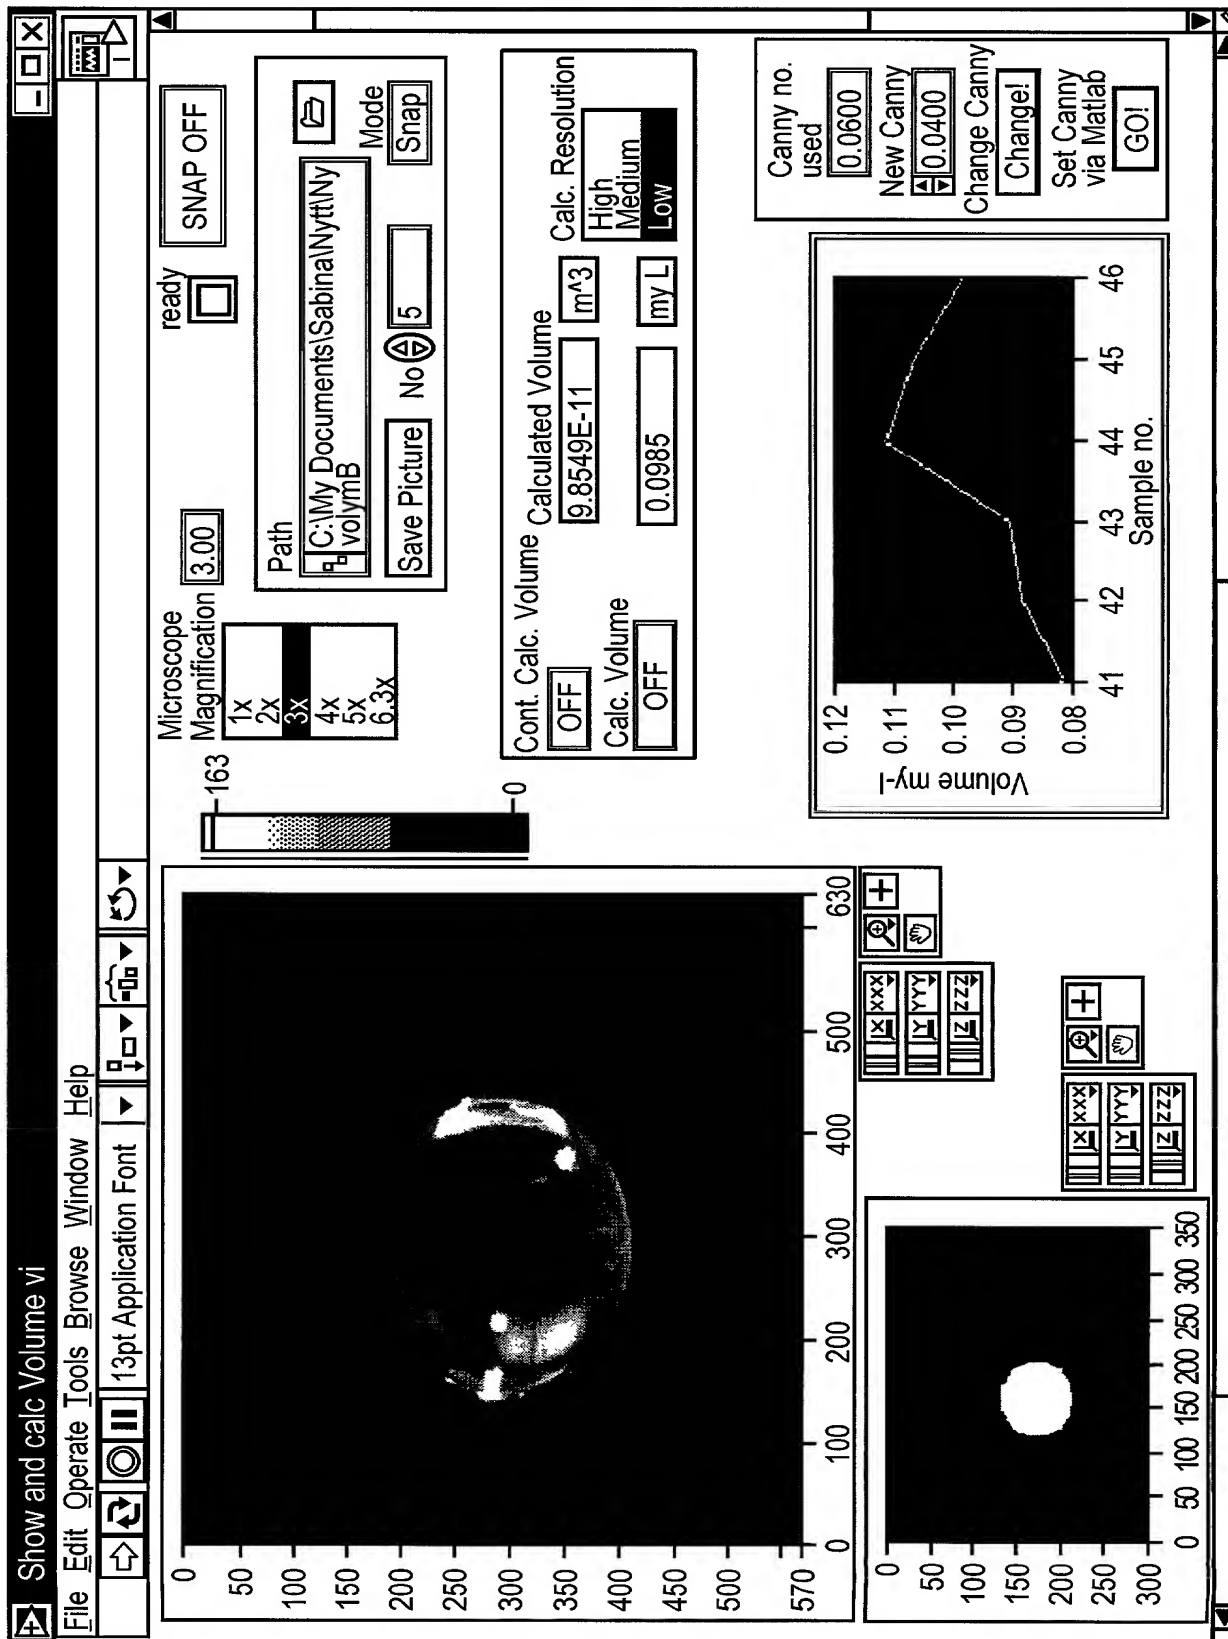 Show and calc Volume vi
File Edit Operate Tools Browse Window Help
13pt Application Font
0
50
100
150
200
250
300
350
400
450
500
570
0 100 200 300 400 500 630
163
0
Microscope
Magnification
3.00
1x
2x
3x
4x
5x
6.3x
ready
SNAP OFF
Path
C:\My Documents\Sabina\Nytt\Ny
volymB
Save Picture
No
5
Mode
Snap
Cont. Calc. Volume
OFF
Calculated Volume
9.8549E-11
m^3
Calc. Resolution
High
Medium
Low
Calc. Volume
OFF
0.0985
my L
X XXX
Y YYY
Z ZZZ
0
50
100
150
200
300
0 50 100 150 200 250 300 350
X XXX
Y YYY
Z ZZZ
Volume my-l
0.12
0.11
0.10
0.09
0.08
41 42 43 44 45 46
Sample no.
Canny no.
used
0.0600
New Canny
0.0400
Change Canny
Change!
Set Canny
via Matlab
GO!